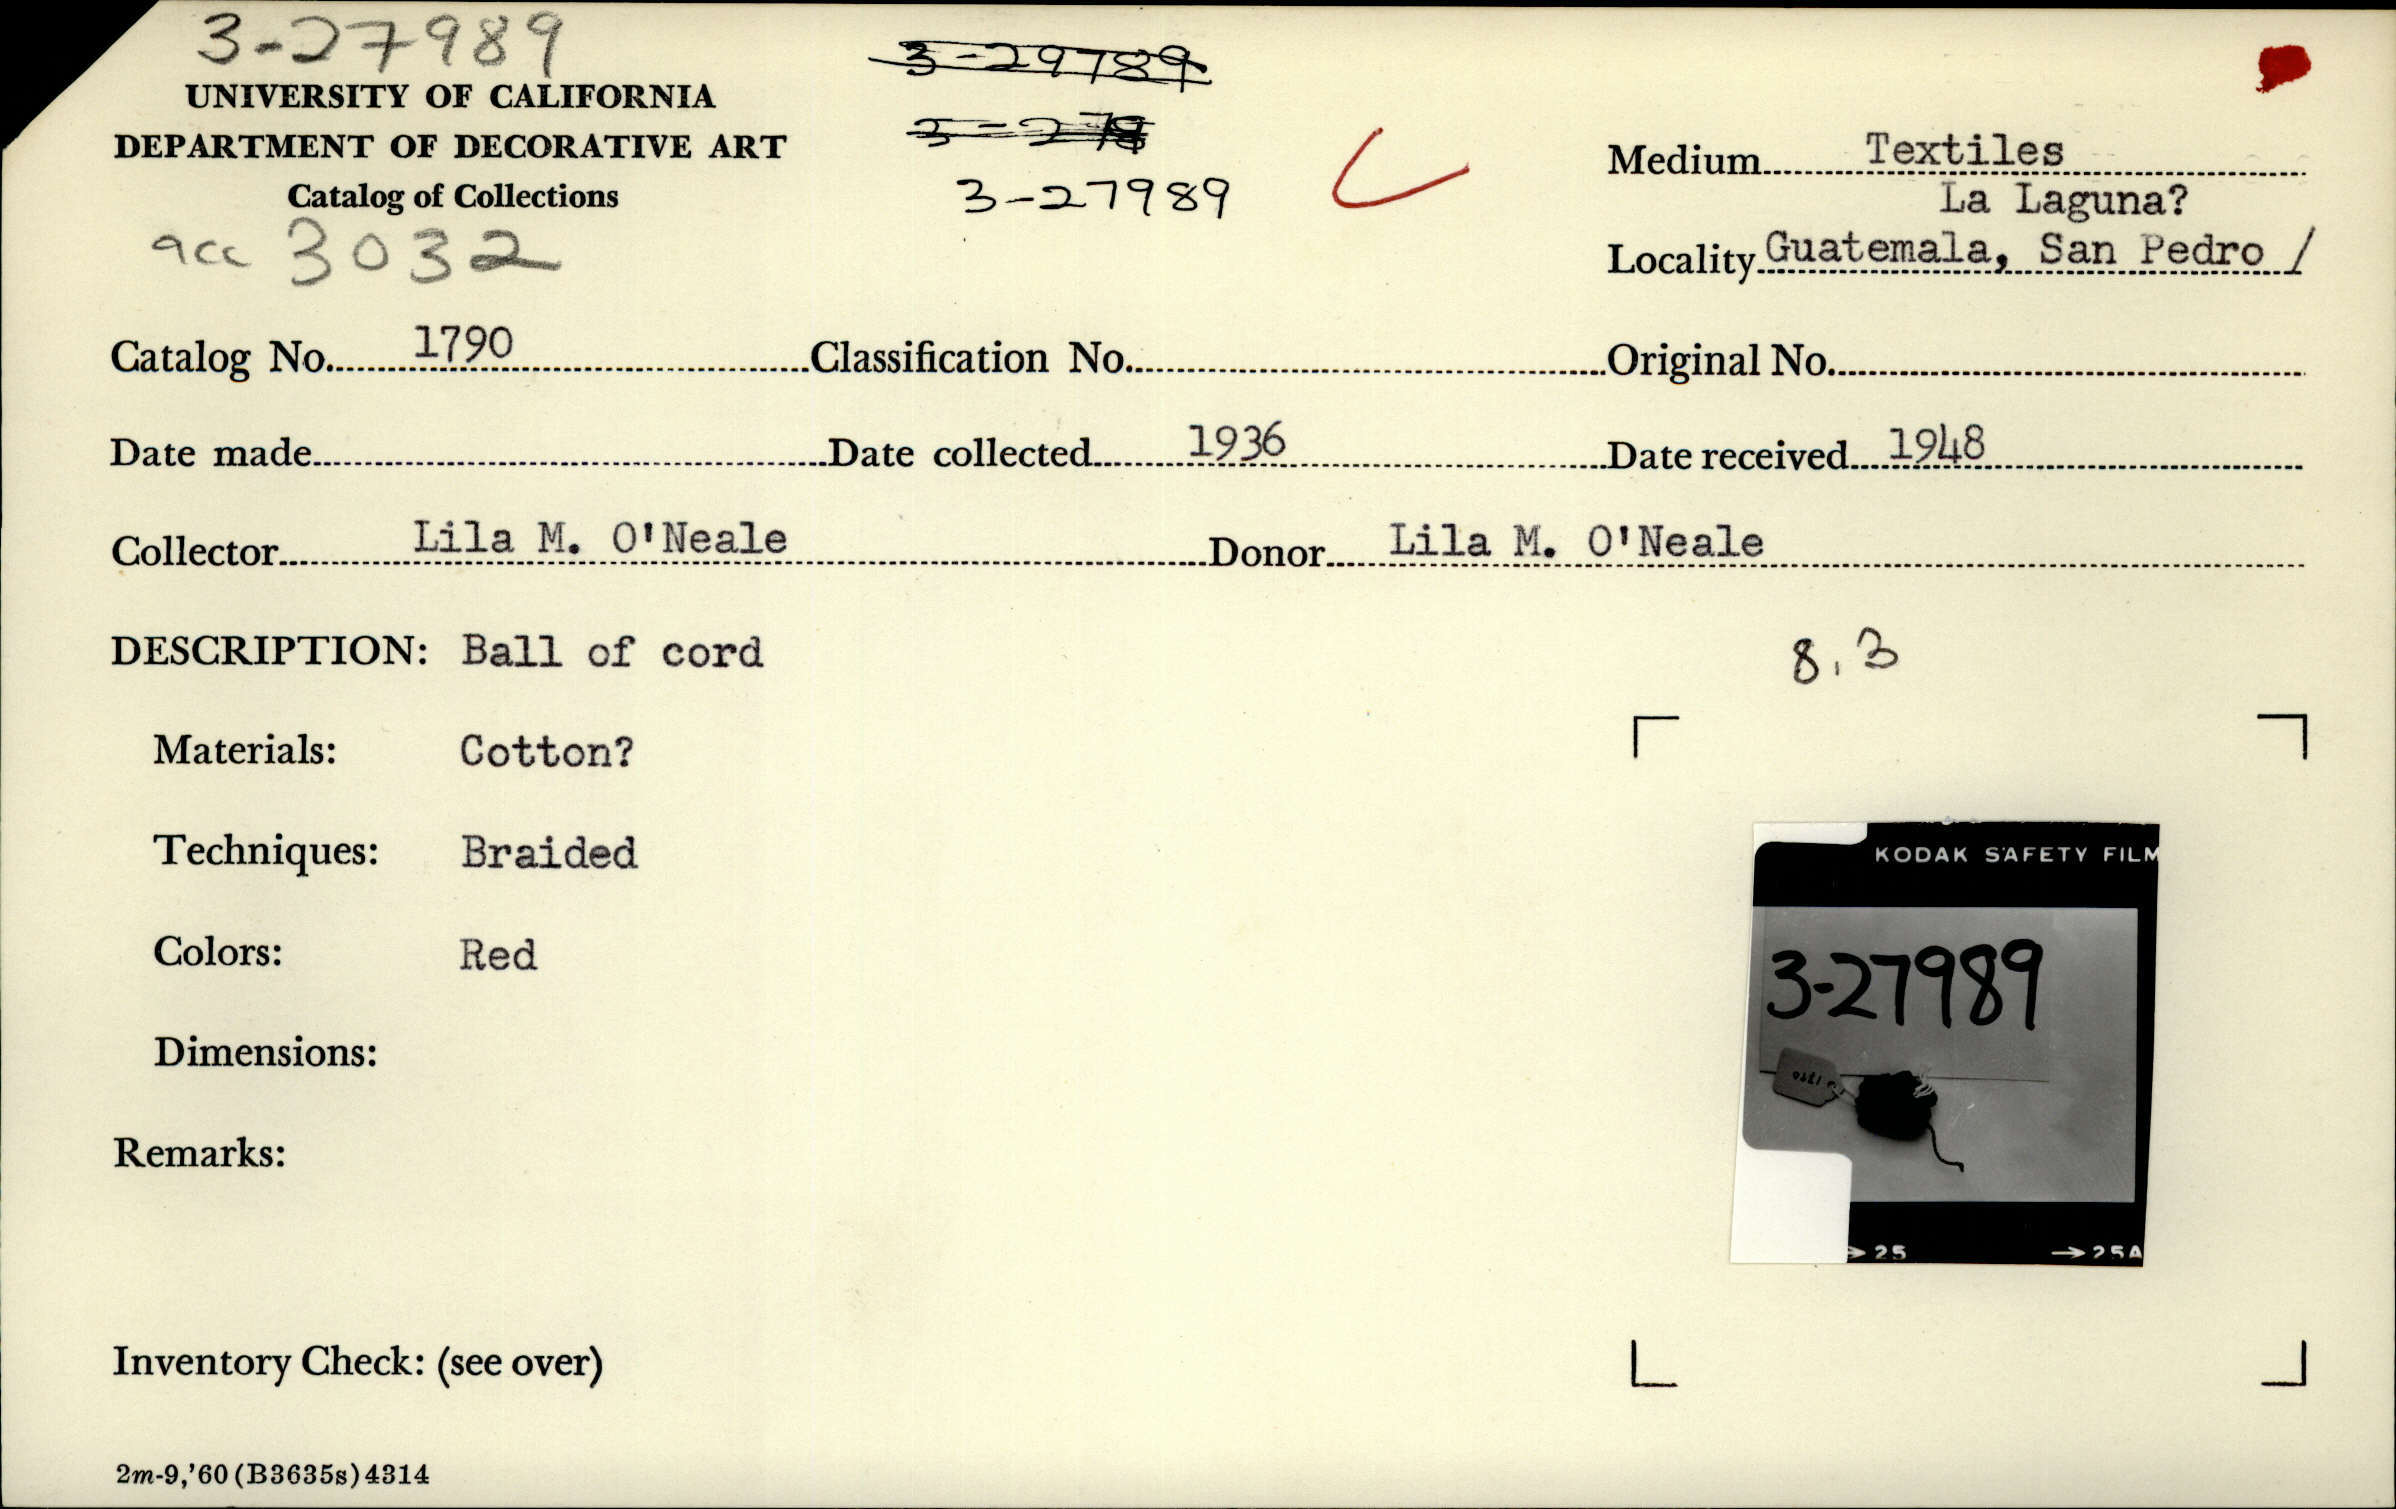 3-27989
UNIVERSITY OF CALIFORNIA
DEPARTMENT OF DECORATIVE ART
Catalog of Collections
acc 3032
3-29789
3-279
3-27989
Medium Textiles
La Laguna?
Locality Guatemala, San Pedro /
Catalog No. 1790 Classification No. Original No.
Date made Date collected 1936 Date received 1948
Collector Lila M. O'Neale Donor Lila M. O'Neale
DESCRIPTION: Ball of cord
8.3
Materials: Cotton?
Techniques: Braided
Colors: Red
Dimensions:
Remarks:
KODAK SAFETY FILM
3-27989
1790
25 25A
Inventory Check: (see over)
2m-9,'60 (B3635s) 4314